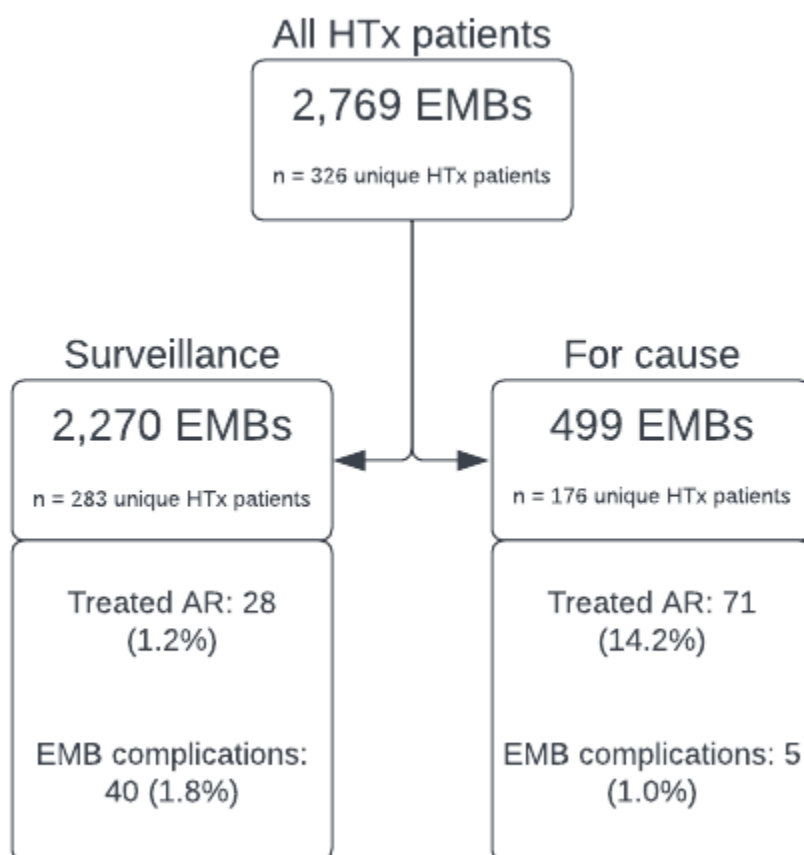 All HTx patients
2,769 EMBs
n = 326 unique HTx patients
Surveillance
2,270 EMBs
n = 283 unique HTx patients
Treated AR: 28
(1.2%)
EMB complications:
40 (1.8%)
For cause
499 EMBs
n = 176 unique HTx patients
Treated AR: 71
(14.2%)
EMB complications: 5
(1.0%)